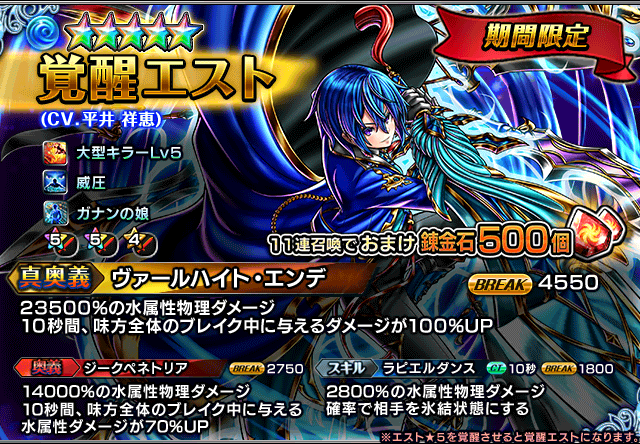 期間限定
覚醒エスト
(CV.平井 祥恵)
大型キラーLv5
威圧
ガナンの娘
5 5 4
11連召喚で おまけ 錬金石500個
真奥義 ヴァールハイト・エンデ BREAK 4550
23500%の水属性物理ダメージ
10秒間、味方全体のブレイク中に与えるダメージが100%UP
奥義 ジークペネトリア BREAK 2750
14000%の水属性物理ダメージ
10秒間、味方全体の与える
水属性ダメージが70%UP
スキル ラピエルダンス CT 10秒 BREAK 1800
2800%の水属性物理ダメージ
確率で相手を氷結状態にする
※エスト★5を覚醒させると覚醒エストになります。